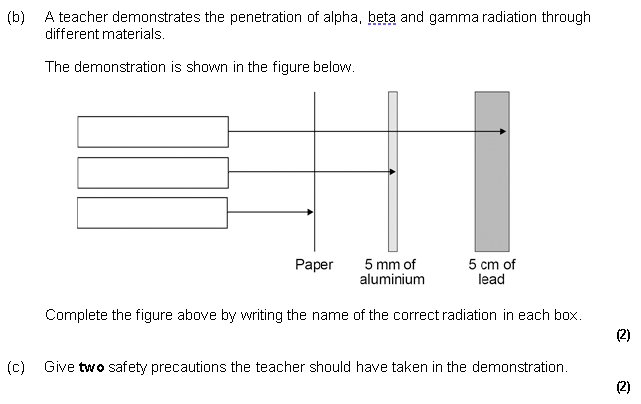 (b) A teacher demonstrates the penetration of alpha, beta and gamma radiation through
different materials.
The demonstration is shown in the figure below.
Paper 5 mm of 5 cm of
aluminium lead
Complete the figure above by writing the name of the correct radiation in each box.
(2)
(c) Give two safety precautions the teacher should have taken in the demonstration.
(2)